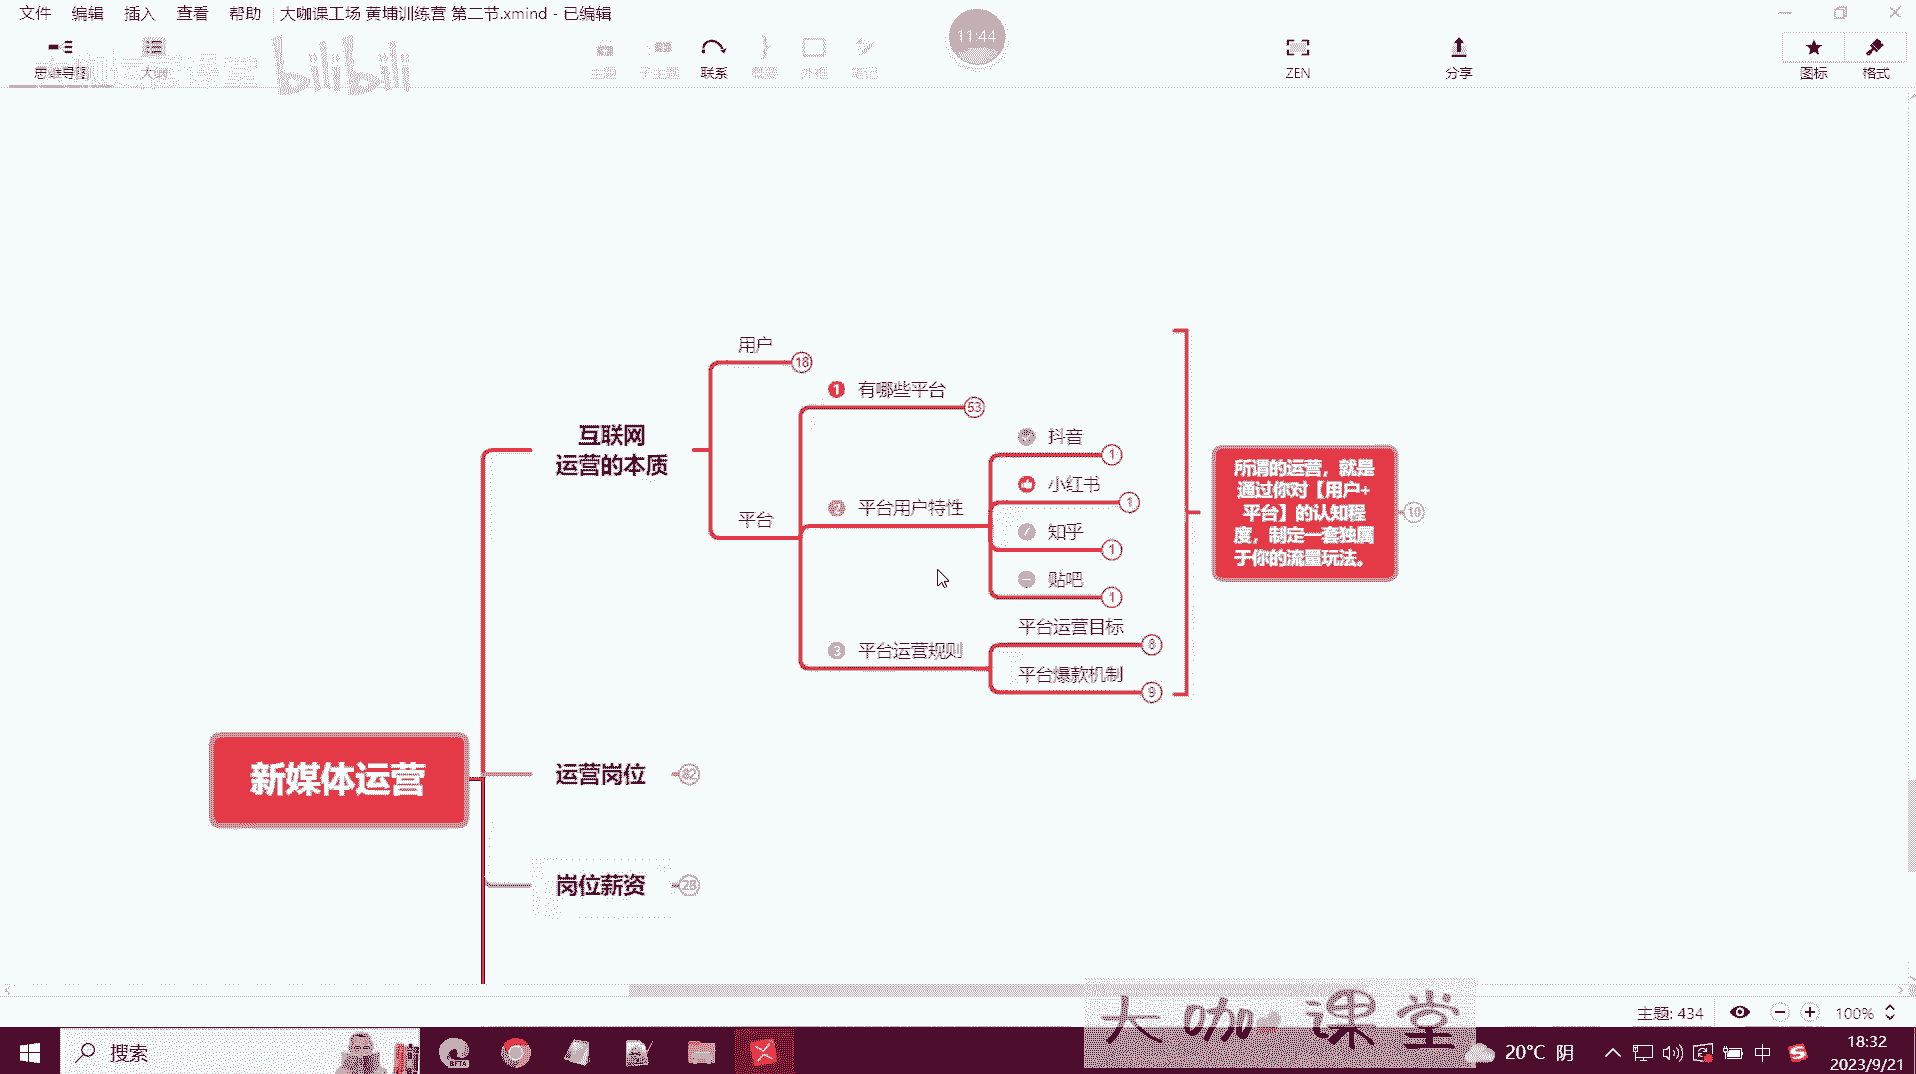 文件 编辑 插入 查看 帮助 大咖课工场 黄埔训练营 第二节.xmind - 已编辑
bilibili
思维导图 大纲 主题 子主题 联系 概要 外框 笔记 11:44 ZEN 分享 图标 格式
用户 18
1 有哪些平台 53
互联网
运营的本质
抖音 1
小红书 1
2 平台用户特性
平台
知乎 1
贴吧 1
平台运营目标 8
3 平台运营规则
平台爆款机制 9
所谓的运营，就是
通过你对【用户+
平台】的认知程
度，制定一套独属
于你的流量玩法。
10
新媒体运营
运营岗位 82
岗位薪资 28
大咖课堂
主题: 434 100%
搜索 BETA 20°C 阴 中 18:32
2023/9/21